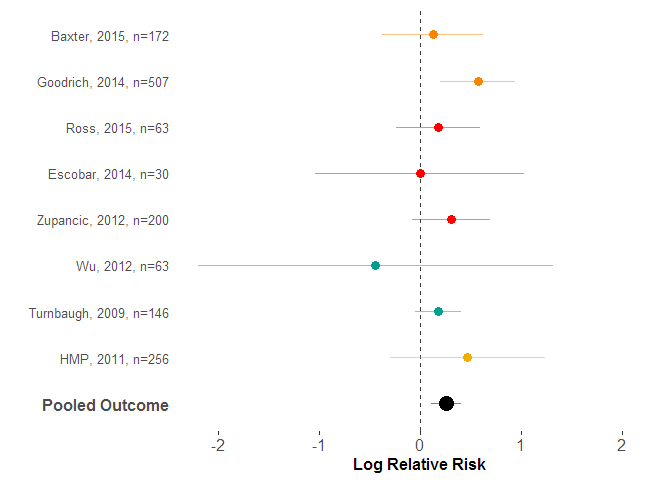 Baxter, 2015, n=172
Goodrich, 2014, n=507
Ross, 2015, n=63
Escobar, 2014, n=30
Zupancic, 2012, n=200
Wu, 2012, n=63
Turnbaugh, 2009, n=146
HMP, 2011, n=256
Pooled Outcome
-2 -1 0 1 2
Log Relative Risk